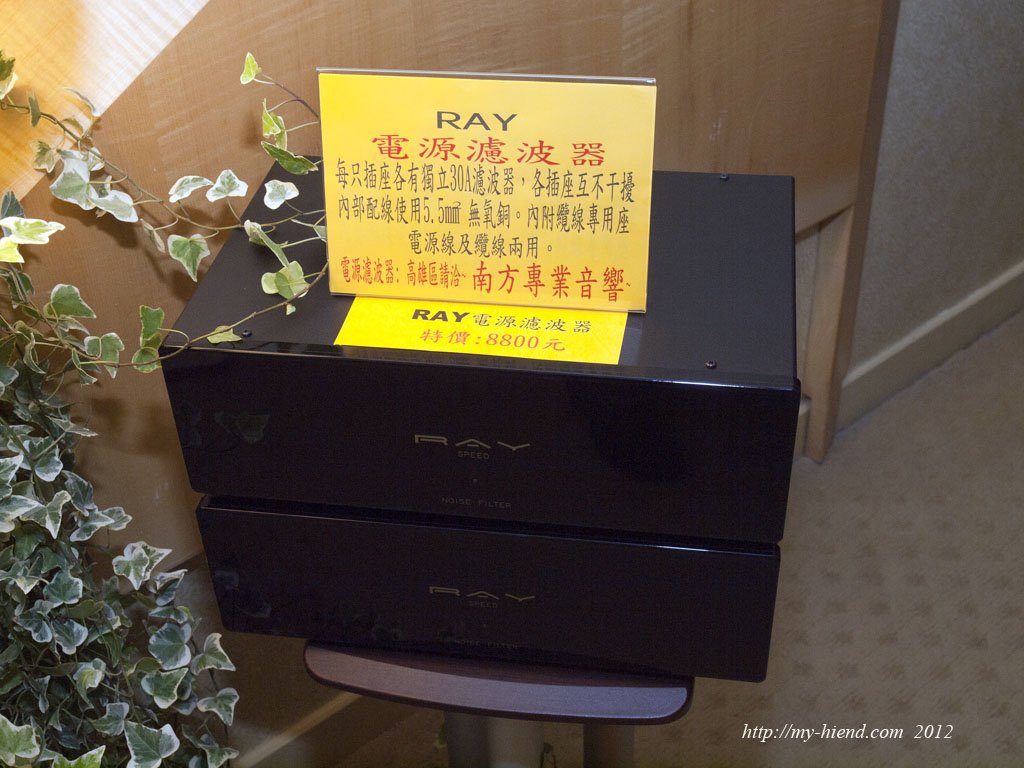 RAY
電源濾波器
每只插座各有獨立30A濾波器，各插座互不干擾
內部配線使用5.5mm² 無氧銅。內附纜線專用座
電源線及纜線兩用。
電源濾波器: 高雄區請洽~南方專業音響~
RAY電源濾波器
特價:8800元
RAY
SPEED
NOISE FILTER
RAY
SPEED
NOISE FILTER
http://my-hiend.com 2012